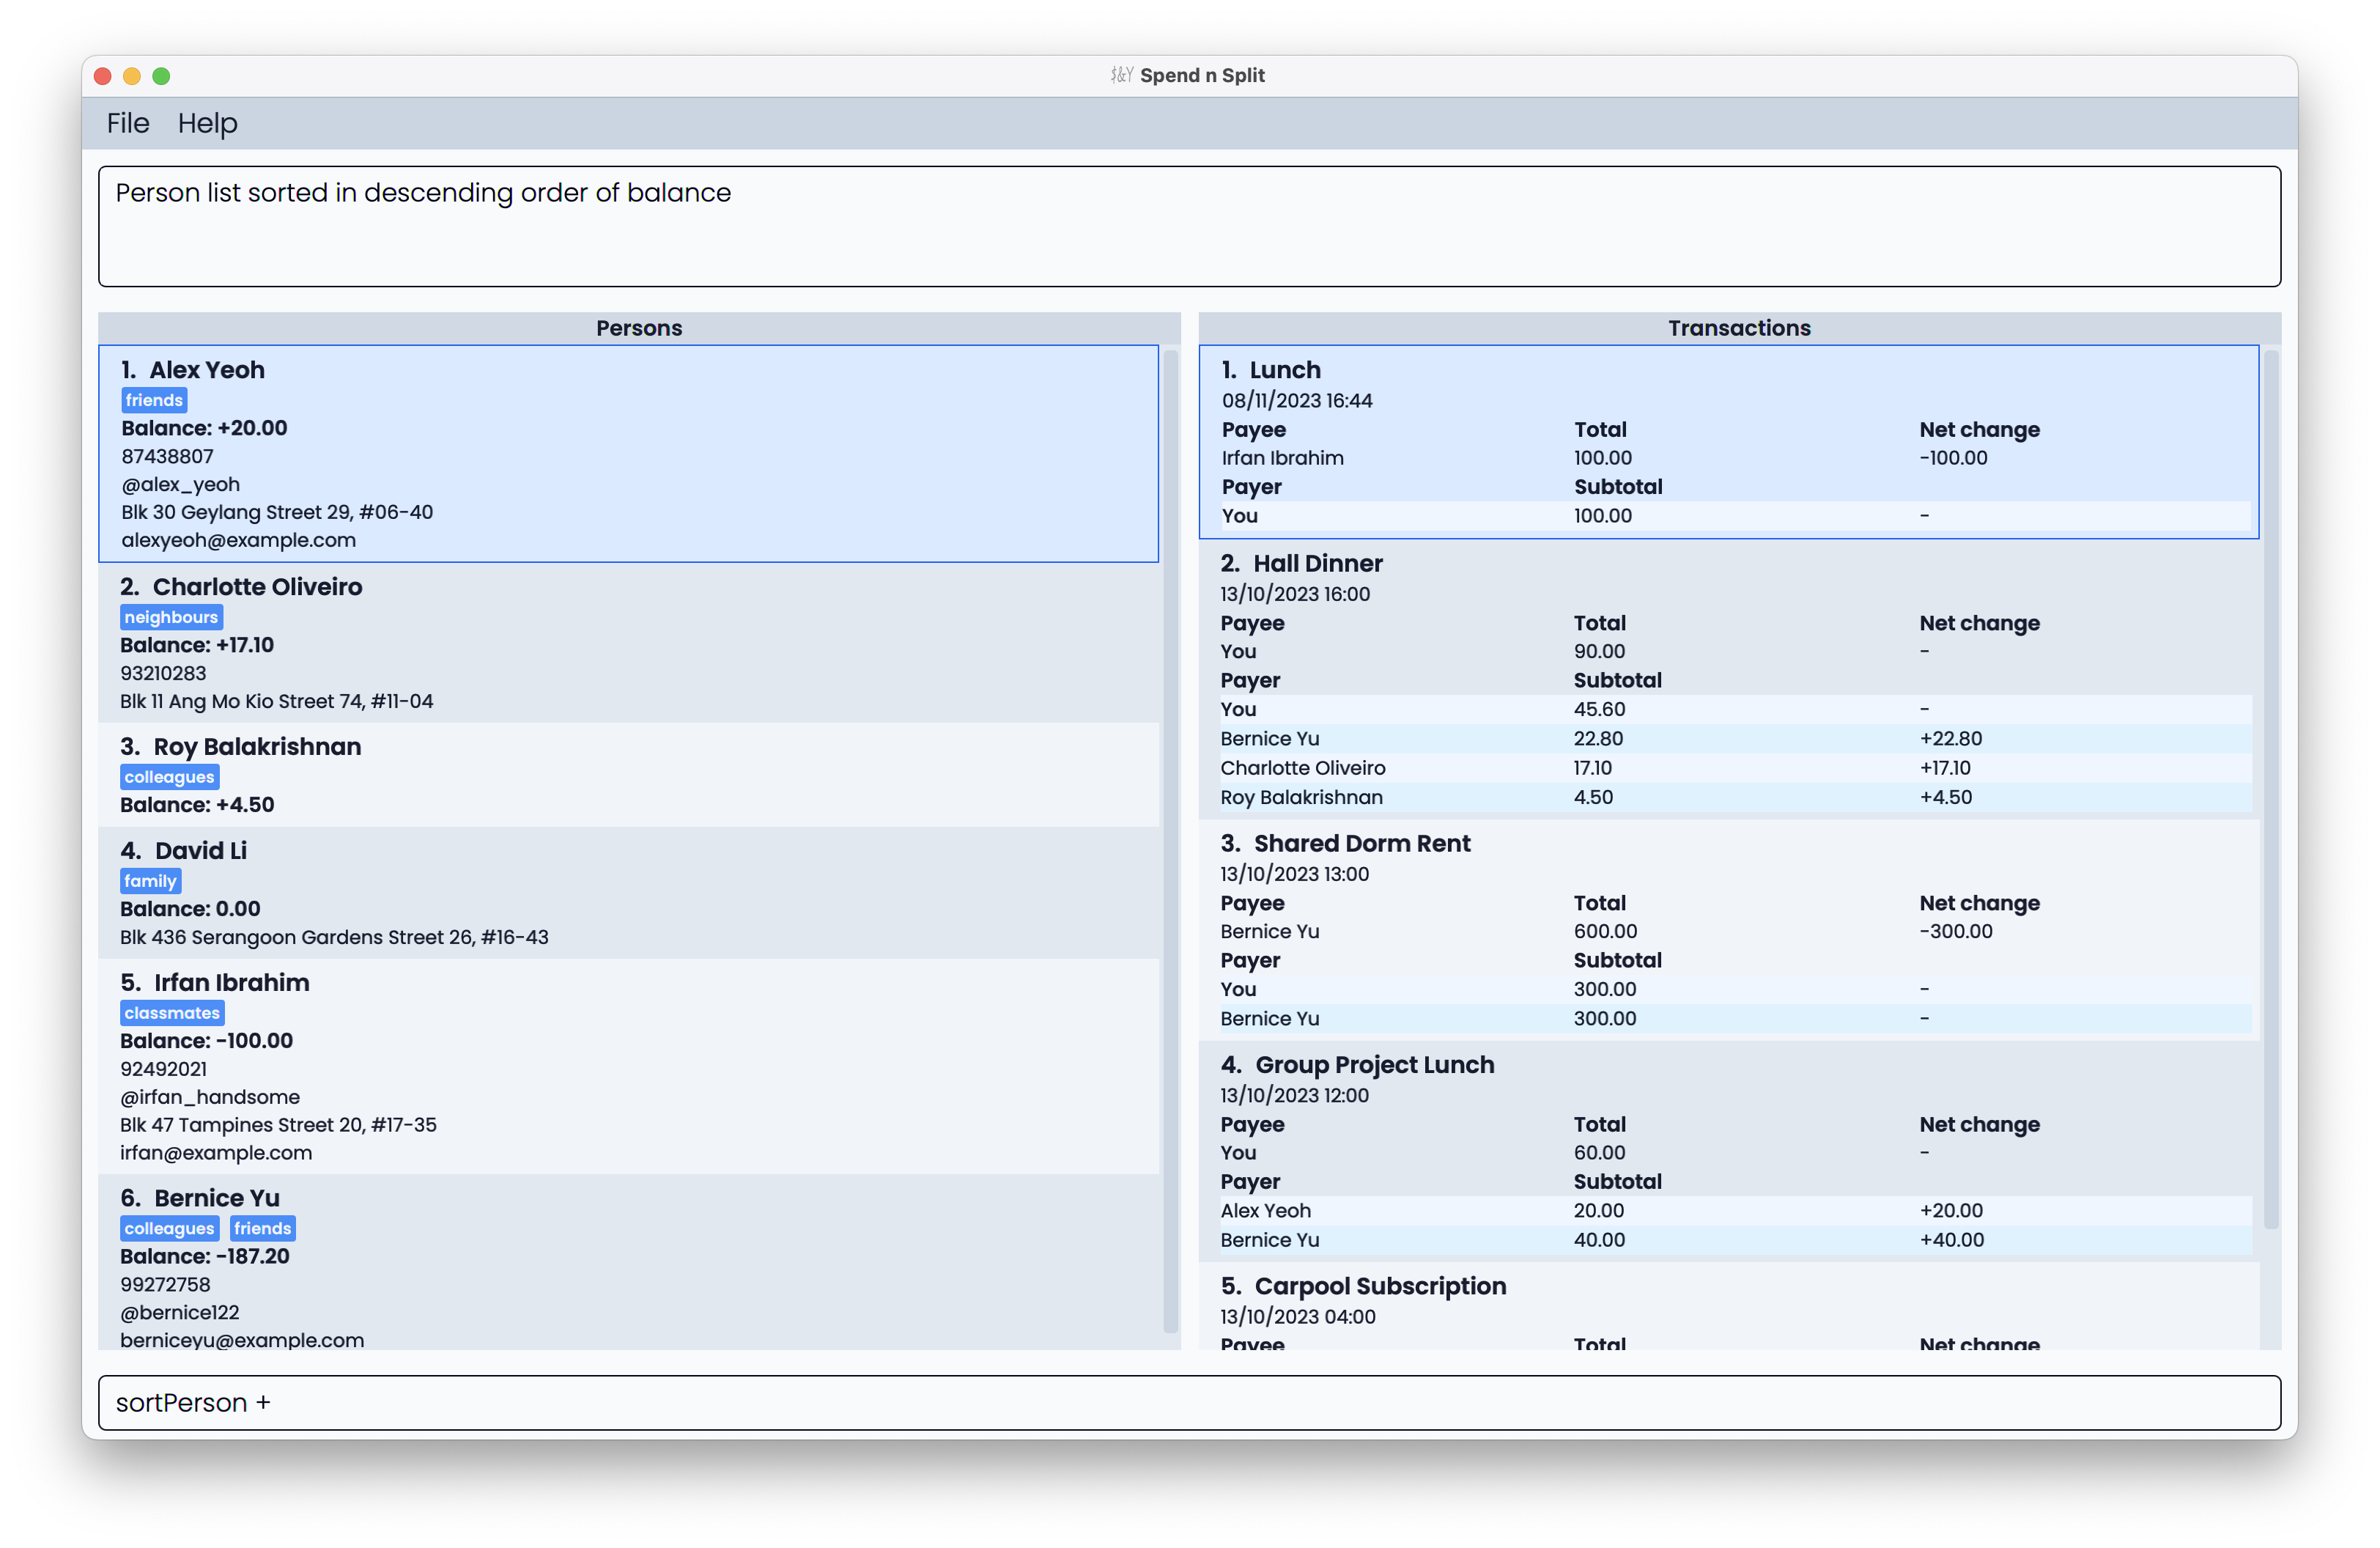 Spend n Split
File Help
Person list sorted in descending order of balance
Persons
1. Alex Yeoh
friends
Balance: +20.00
87438807
@alex_yeoh
Blk 30 Geylang Street 29, #06-40
alexyeoh@example.com
2. Charlotte Oliveiro
neighbours
Balance: +17.10
93210283
Blk 11 Ang Mo Kio Street 74, #11-04
3. Roy Balakrishnan
colleagues
Balance: +4.50
4. David Li
family
Balance: 0.00
Blk 436 Serangoon Gardens Street 26, #16-43
5. Irfan Ibrahim
classmates
Balance: -100.00
92492021
@irfan_handsome
Blk 47 Tampines Street 20, #17-35
irfan@example.com
6. Bernice Yu
colleagues friends
Balance: -187.20
99272758
@bernice122
berniceyu@example.com
Transactions
1. Lunch
08/11/2023 16:44
Payee Total Net change
Irfan Ibrahim 100.00 -100.00
Payer Subtotal
You 100.00 -
2. Hall Dinner
13/10/2023 16:00
Payee Total Net change
You 90.00 -
Payer Subtotal
You 45.60 -
Bernice Yu 22.80 +22.80
Charlotte Oliveiro 17.10 +17.10
Roy Balakrishnan 4.50 +4.50
3. Shared Dorm Rent
13/10/2023 13:00
Payee Total Net change
Bernice Yu 600.00 -300.00
Payer Subtotal
You 300.00 -
Bernice Yu 300.00 -
4. Group Project Lunch
13/10/2023 12:00
Payee Total Net change
You 60.00 -
Payer Subtotal
Alex Yeoh 20.00 +20.00
Bernice Yu 40.00 +40.00
5. Carpool Subscription
13/10/2023 04:00
Payee Total Net change
sortPerson +